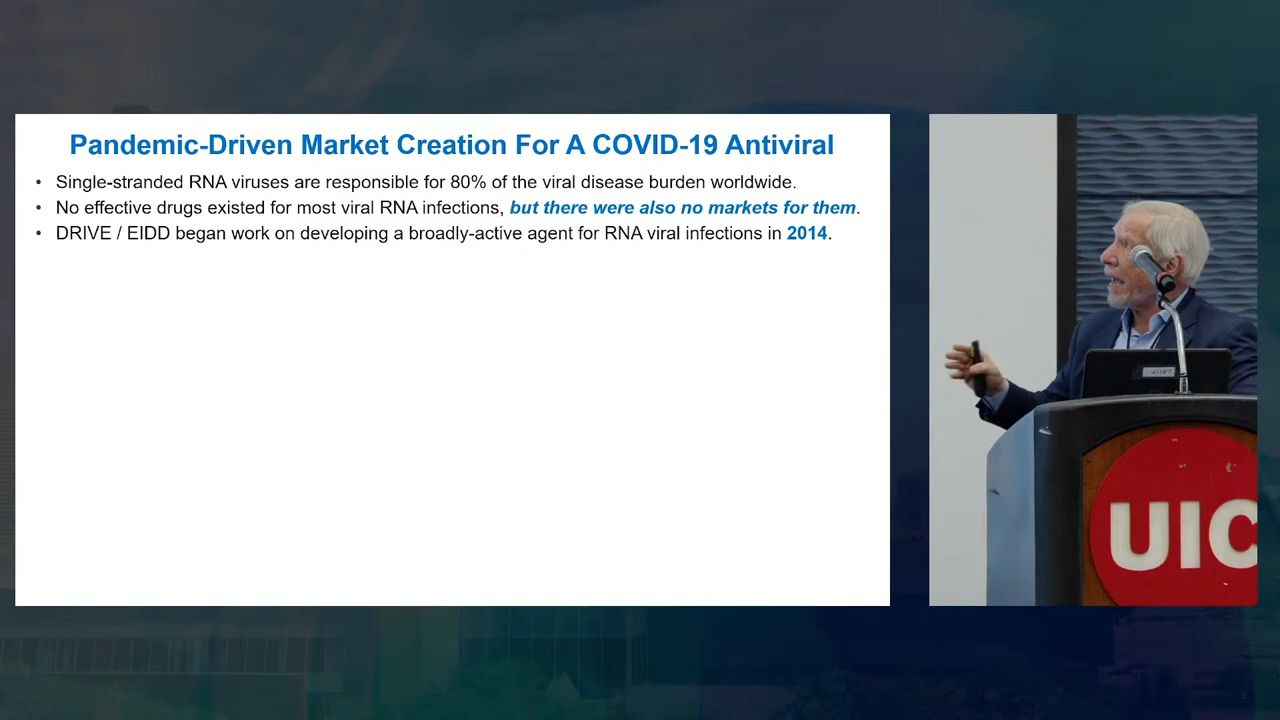 Pandemic-Driven Market Creation For A COVID-19 Antiviral
• Single-stranded RNA viruses are responsible for 80% of the viral disease burden worldwide.
• No effective drugs existed for most viral RNA infections, but there were also no markets for them.
• DRIVE / EIDD began work on developing a broadly-active agent for RNA viral infections in 2014.
UIC